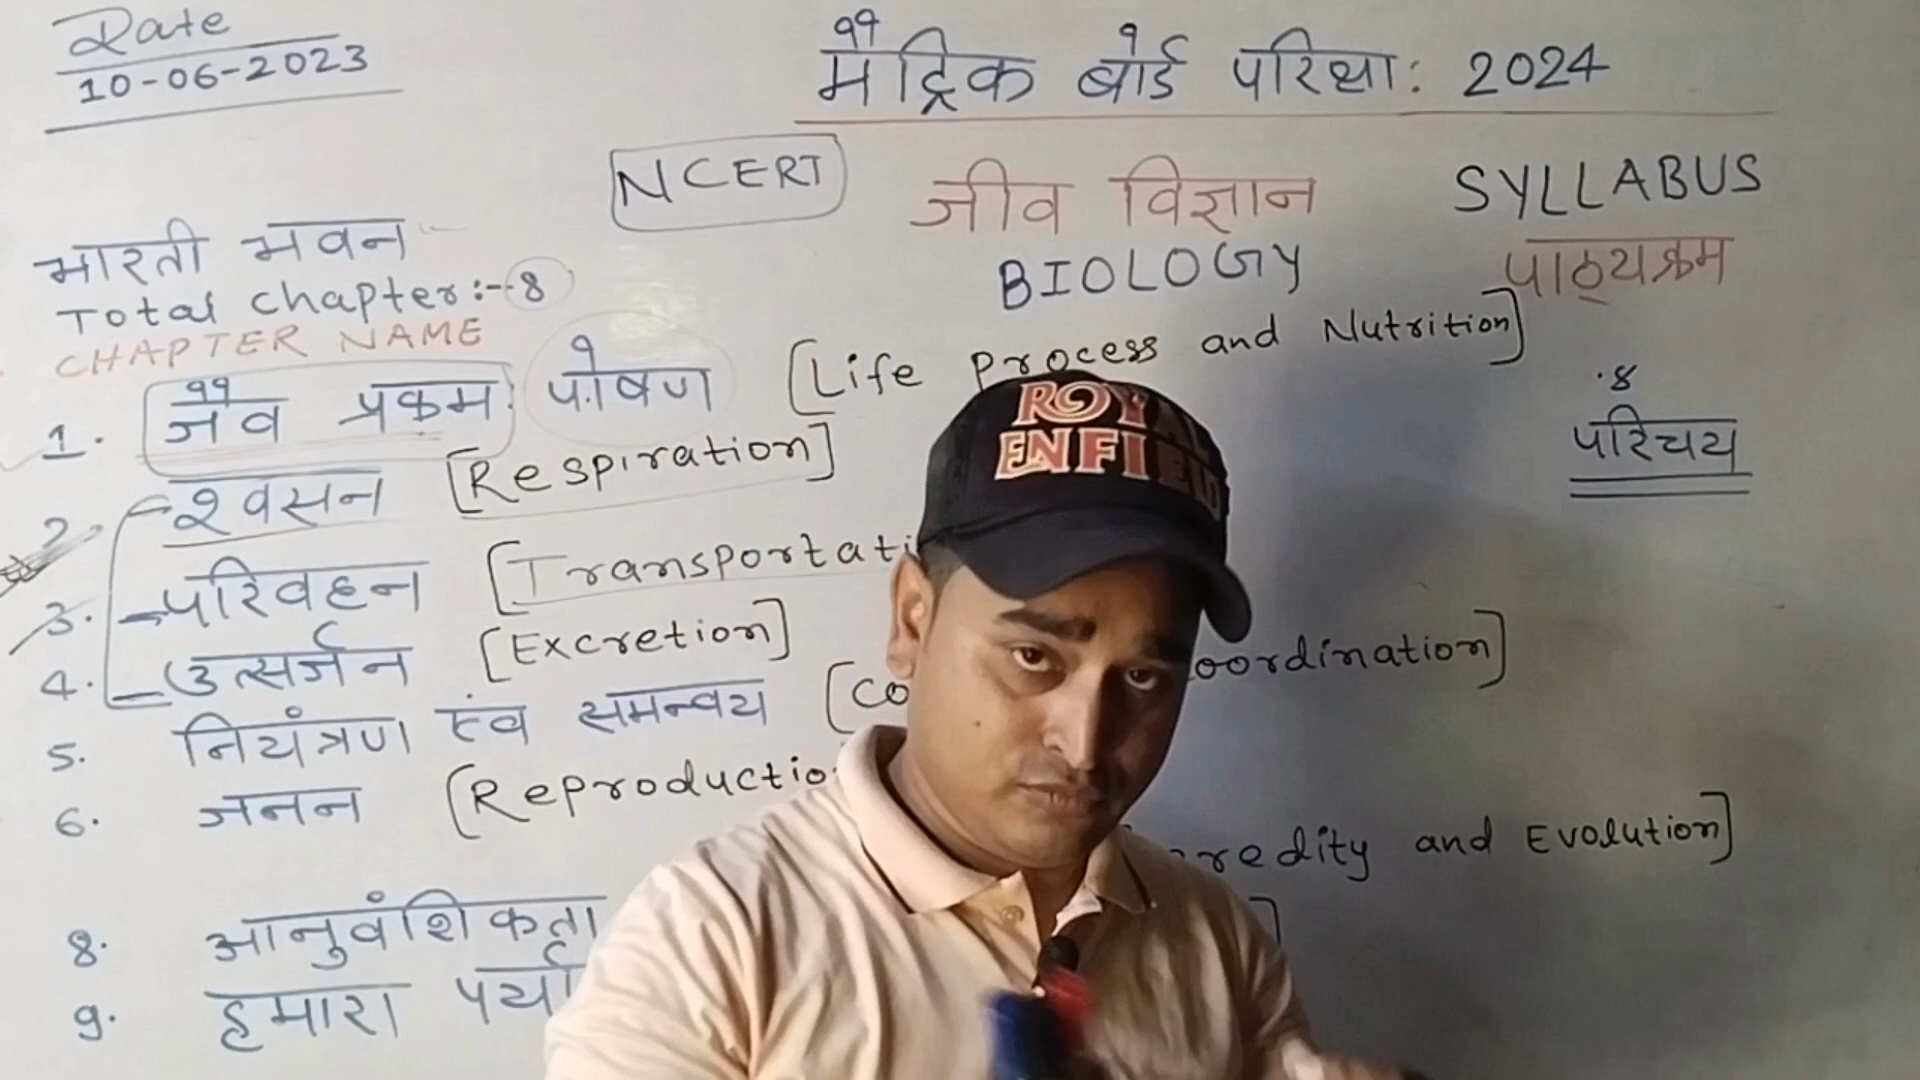 Date
10-06-2023
मैट्रिक बोर्ड परिक्षा: 2024
NCERT
जीव विज्ञान
SYLLABUS
BIOLOGY
पाठ्यक्रम
भारती भवन
Total chapter:- 8
CHAPTER NAME
1. जैव प्रक्रम: पोषण [Life Process and Nutrition]
2. श्वसन [Respiration]
3. परिवहन [Transportati
4. उत्सर्जन [Excretion]
5. नियंत्रण एंव समन्वय [Co oordination]
6. जनन [Reproductio
8. आनुवंशिकता redity and Evolution]
9. हमारा पर्या ]
8
परिचय
ROYAL
ENFIELD